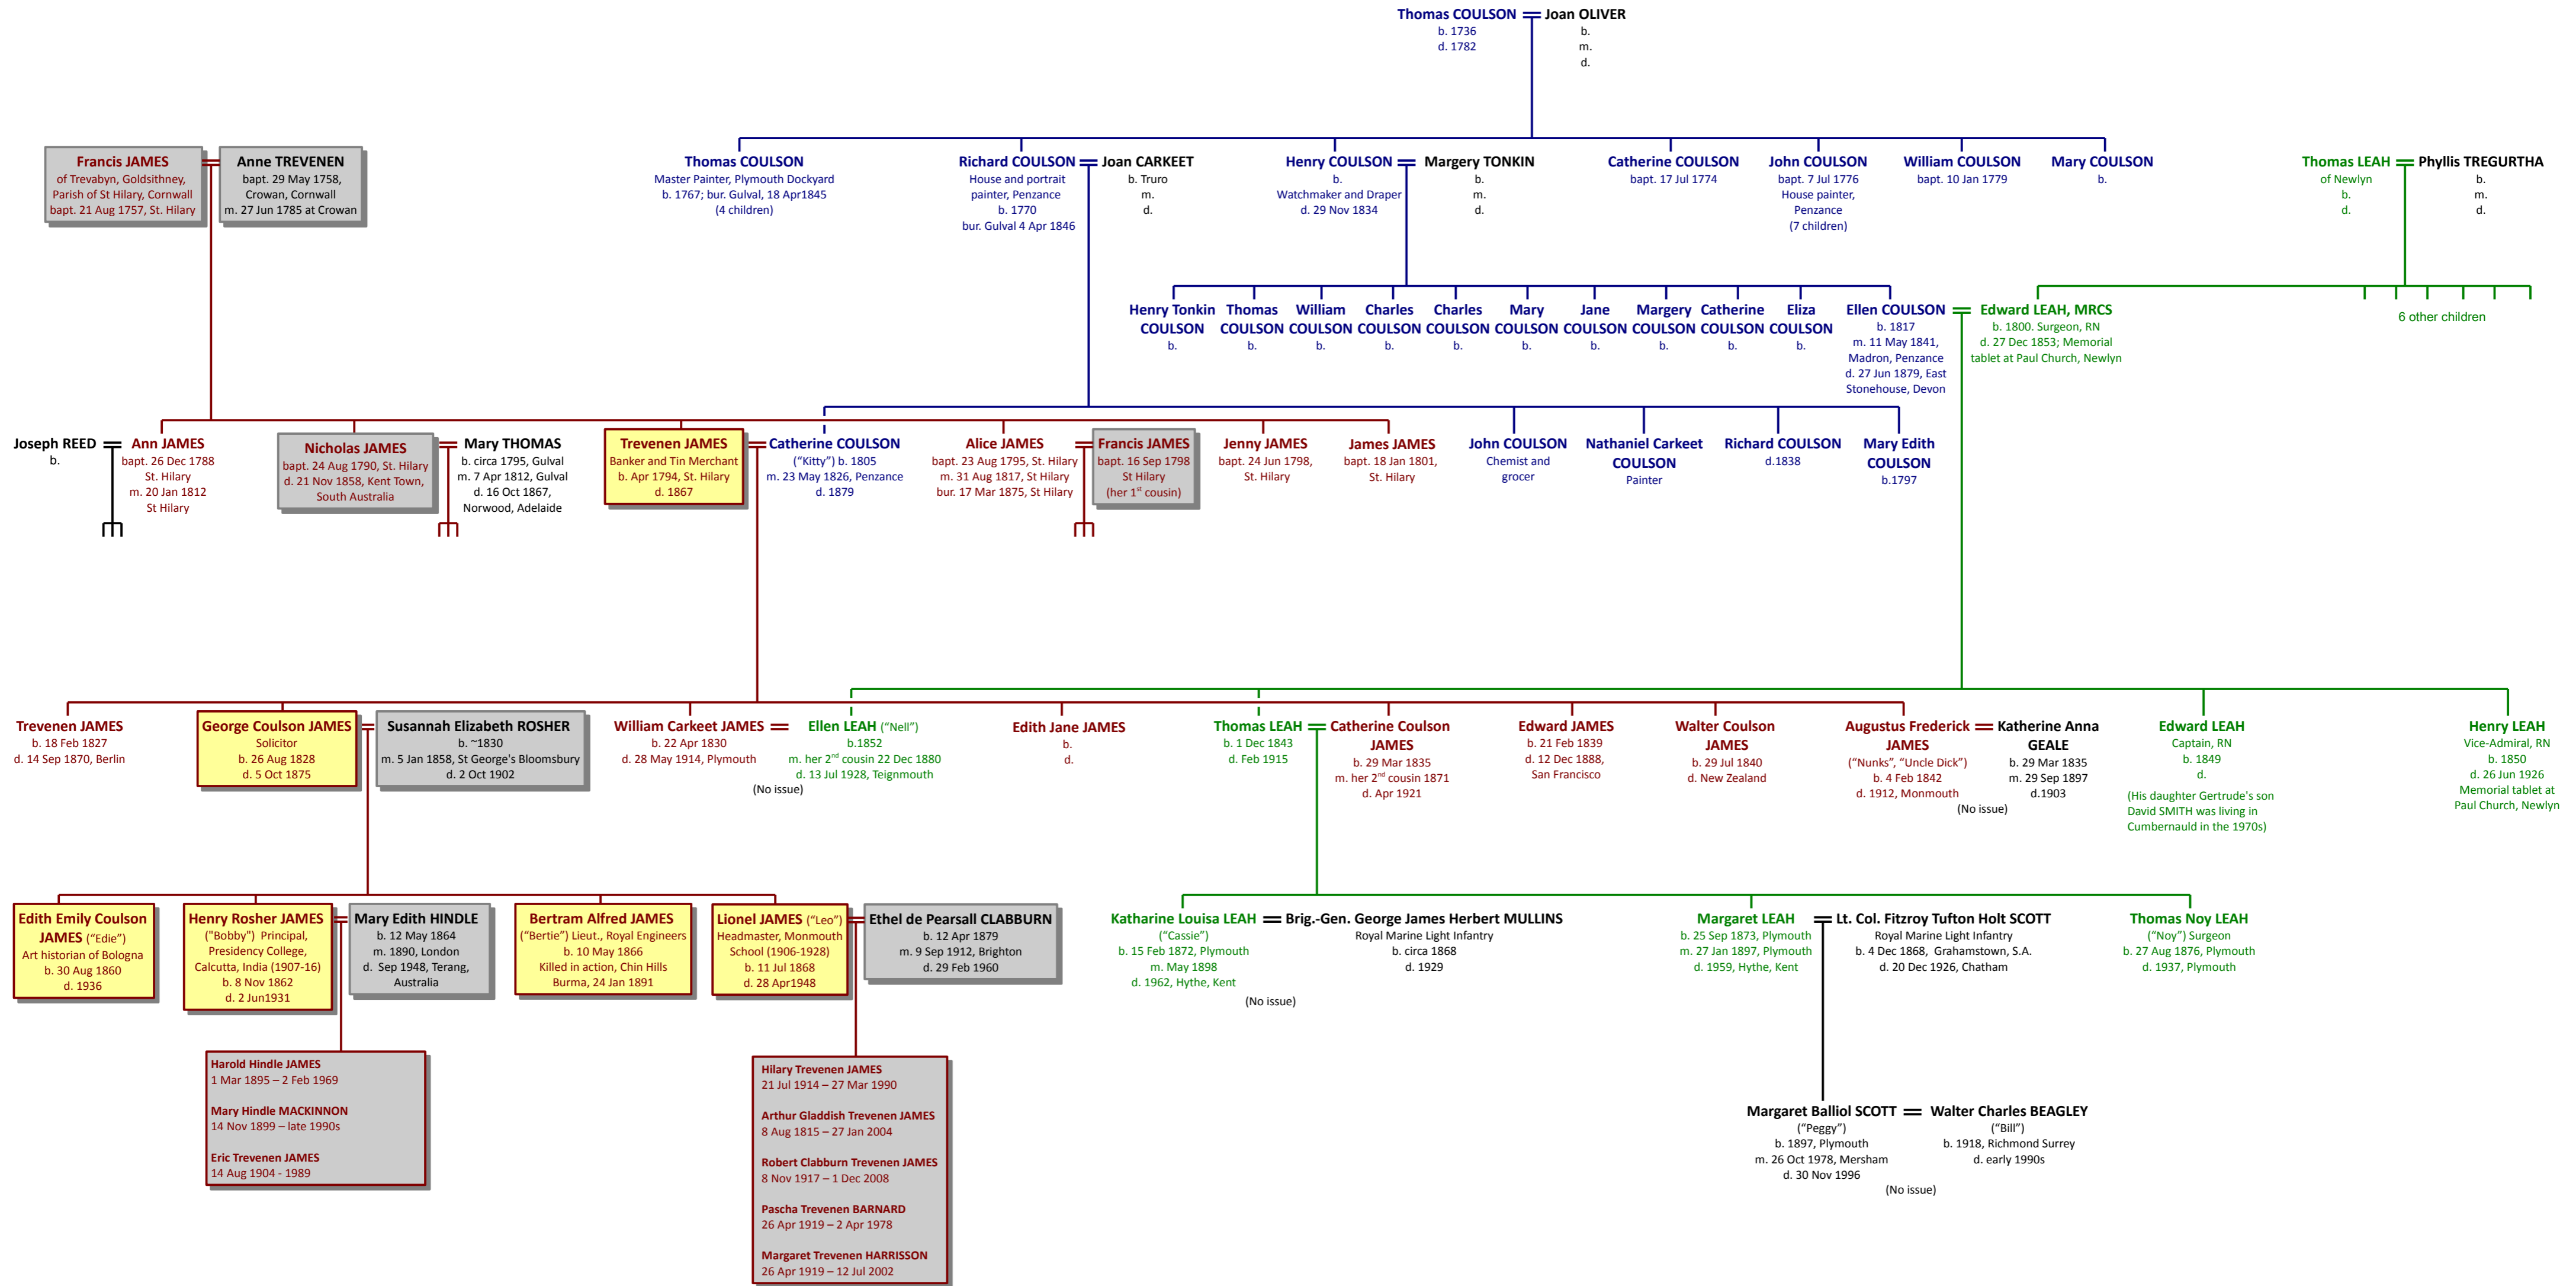 Thomas COULSON
b. 1736
d. 1782
Joan OLIVER
b.
m.
d.
Francis JAMES
of Trevabyn, Goldsithney,
Parish of St Hilary, Cornwall
bapt. 21 Aug 1757, St. Hilary
Anne TREVENEN
bapt. 29 May 1758,
Crowan, Cornwall
m. 27 Jun 1785 at Crowan
Thomas COULSON
Master Painter, Plymouth Dockyard
b. 1767; bur. Gulval, 18 Apr1845
(4 children)
Richard COULSON
House and portrait
painter, Penzance
b. 1770
bur. Gulval 4 Apr 1846
Joan CARKEET
b. Truro
m.
d.
Henry COULSON
b.
Watchmaker and Draper
d. 29 Nov 1834
Margery TONKIN
b.
m.
d.
Catherine COULSON
bapt. 17 Jul 1774
John COULSON
bapt. 7 Jul 1776
House painter,
Penzance
(7 children)
William COULSON
bapt. 10 Jan 1779
Mary COULSON
b.
Thomas LEAH
of Newlyn
b.
d.
Phyllis TREGURTHA
b.
m.
d.
Henry Tonkin
COULSON
b.
Thomas
COULSON
b.
William
COULSON
b.
Charles
COULSON
b.
Charles
COULSON
b.
Mary
COULSON
b.
Jane
COULSON
b.
Margery
COULSON
b.
Catherine
COULSON
b.
Eliza
COULSON
b.
Ellen COULSON
b. 1817
m. 11 May 1841,
Madron, Penzance
d. 27 Jun 1879, East
Stonehouse, Devon
Edward LEAH, MRCS
b. 1800. Surgeon, RN
d. 27 Dec 1853; Memorial
tablet at Paul Church, Newlyn
6 other children
Joseph REED
b.
Ann JAMES
bapt. 26 Dec 1788
St. Hilary
m. 20 Jan 1812
St Hilary
Nicholas JAMES
bapt. 24 Aug 1790, St. Hilary
d. 21 Nov 1858, Kent Town,
South Australia
Mary THOMAS
b. circa 1795, Gulval
m. 7 Apr 1812, Gulval
d. 16 Oct 1867,
Norwood, Adelaide
Trevenen JAMES
Banker and Tin Merchant
b. Apr 1794, St. Hilary
d. 1867
Catherine COULSON
(“Kitty”) b. 1805
m. 23 May 1826, Penzance
d. 1879
Alice JAMES
bapt. 23 Aug 1795, St. Hilary
m. 31 Aug 1817, St Hilary
bur. 17 Mar 1875, St Hilary
Francis JAMES
bapt. 16 Sep 1798
St Hilary
(her 1st cousin)
Jenny JAMES
bapt. 24 Jun 1798,
St. Hilary
James JAMES
bapt. 18 Jan 1801,
St. Hilary
John COULSON
Chemist and
grocer
Nathaniel Carkeet
COULSON
Painter
Richard COULSON
d.1838
Mary Edith
COULSON
b.1797
Trevenen JAMES
b. 18 Feb 1827
d. 14 Sep 1870, Berlin
George Coulson JAMES
Solicitor
b. 26 Aug 1828
d. 5 Oct 1875
Susannah Elizabeth ROSHER
b. ~1830
m. 5 Jan 1858, St George's Bloomsbury
d. 2 Oct 1902
William Carkeet JAMES
b. 22 Apr 1830
d. 28 May 1914, Plymouth
Ellen LEAH (“Nell”)
b.1852
m. her 2nd cousin 22 Dec 1880
d. 13 Jul 1928, Teignmouth
(No issue)
Edith Jane JAMES
b.
d.
Thomas LEAH
b. 1 Dec 1843
d. Feb 1915
Catherine Coulson
JAMES
b. 29 Mar 1835
m. her 2nd cousin 1871
d. Apr 1921
Edward JAMES
b. 21 Feb 1839
d. 12 Dec 1888,
San Francisco
Walter Coulson
JAMES
b. 29 Jul 1840
d. New Zealand
Augustus Frederick
JAMES
(“Nunks”, “Uncle Dick”)
b. 4 Feb 1842
d. 1912, Monmouth
Katherine Anna
GEALE
b. 29 Mar 1835
m. 29 Sep 1897
d.1903
(No issue)
Edward LEAH
Captain, RN
b. 1849
d.
(His daughter Gertrude's son
David SMITH was living in
Cumbernauld in the 1970s)
Henry LEAH
Vice-Admiral, RN
b. 1850
d. 26 Jun 1926
Memorial tablet at
Paul Church, Newlyn
Edith Emily Coulson
JAMES (“Edie”)
Art historian of Bologna
b. 30 Aug 1860
d. 1936
Henry Rosher JAMES
("Bobby") Principal,
Presidency College,
Calcutta, India (1907-16)
b. 8 Nov 1862
d. 2 Jun1931
Mary Edith HINDLE
b. 12 May 1864
m. 1890, London
d. Sep 1948, Terang,
Australia
Bertram Alfred JAMES
(“Bertie”) Lieut., Royal Engineers
b. 10 May 1866
Killed in action, Chin Hills
Burma, 24 Jan 1891
Lionel JAMES (“Leo”)
Headmaster, Monmouth
School (1906-1928)
b. 11 Jul 1868
d. 28 Apr1948
Ethel de Pearsall CLABBURN
b. 12 Apr 1879
m. 9 Sep 1912, Brighton
d. 29 Feb 1960
Katharine Louisa LEAH
(“Cassie”)
b. 15 Feb 1872, Plymouth
m. May 1898
d. 1962, Hythe, Kent
Brig.-Gen. George James Herbert MULLINS
Royal Marine Light Infantry
b. circa 1868
d. 1929
(No issue)
Margaret LEAH
b. 25 Sep 1873, Plymouth
m. 27 Jan 1897, Plymouth
d. 1959, Hythe, Kent
Lt. Col. Fitzroy Tufton Holt SCOTT
Royal Marine Light Infantry
b. 4 Dec 1868, Grahamstown, S.A.
d. 20 Dec 1926, Chatham
Thomas Noy LEAH
(“Noy”) Surgeon
b. 27 Aug 1876, Plymouth
d. 1937, Plymouth
Harold Hindle JAMES
1 Mar 1895 – 2 Feb 1969
Mary Hindle MACKINNON
14 Nov 1899 – late 1990s
Eric Trevenen JAMES
14 Aug 1904 - 1989
Hilary Trevenen JAMES
21 Jul 1914 – 27 Mar 1990
Arthur Gladdish Trevenen JAMES
8 Aug 1815 – 27 Jan 2004
Robert Clabburn Trevenen JAMES
8 Nov 1917 – 1 Dec 2008
Pascha Trevenen BARNARD
26 Apr 1919 – 2 Apr 1978
Margaret Trevenen HARRISSON
26 Apr 1919 – 12 Jul 2002
Margaret Balliol SCOTT
(“Peggy”)
b. 1897, Plymouth
m. 26 Oct 1978, Mersham
d. 30 Nov 1996
Walter Charles BEAGLEY
(“Bill”)
b. 1918, Richmond Surrey
d. early 1990s
(No issue)